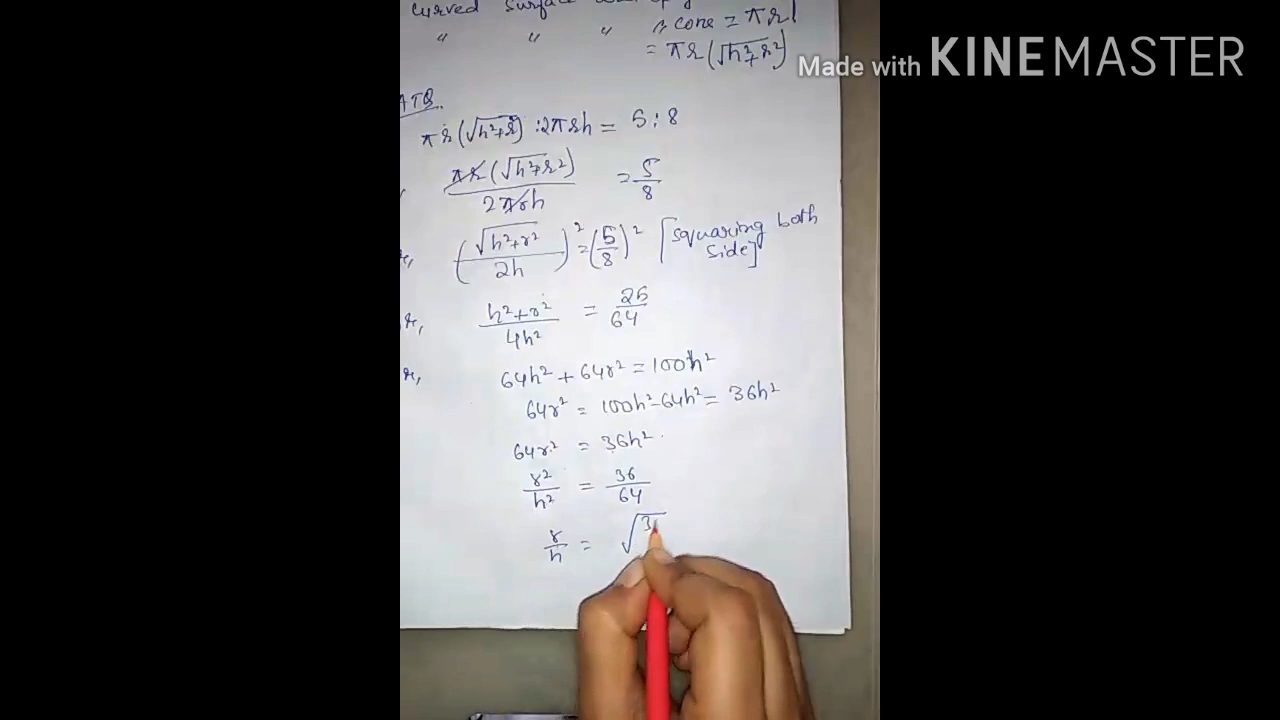 Curved Surface
" " " " cone = πrl
= πr(√h²+r²)
Made with KINEMASTER
ATQ.
πr(√h²+r²) : 2πrh = 5 : 8
πr(√h²+r²) / 2πrh = 5/8
(√h²+r² / 2h)² = (5/8)² [Squaring both side]
or, h²+r² / 4h² = 25/64
or, 64h² + 64r² = 100h²
64r² = 100h² - 64h² = 36h²
64r² = 36h².
r²/h² = 36/64
r/h = √3